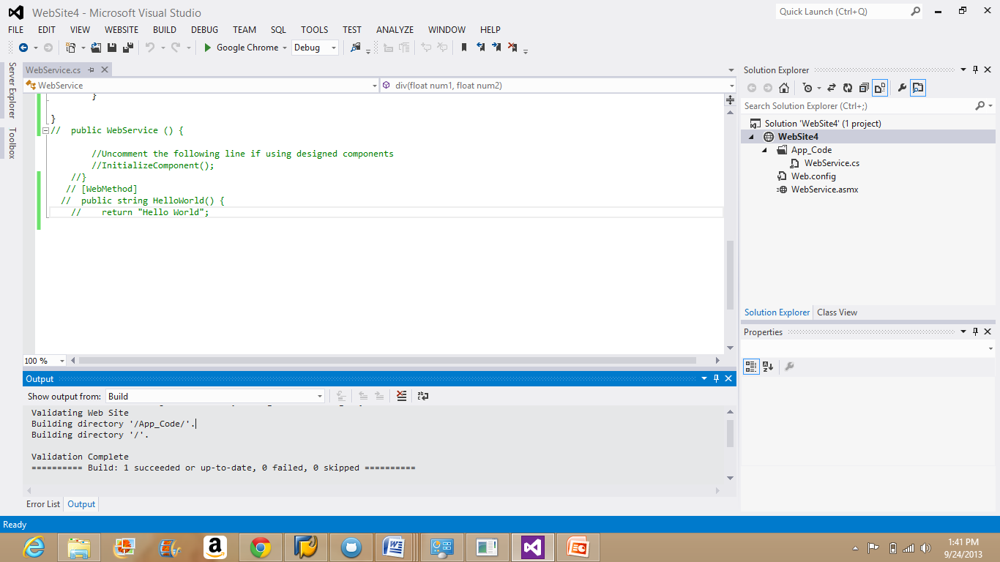 WebSite4 - Microsoft Visual Studio
Quick Launch (Ctrl+Q)
FILE EDIT VIEW WEBSITE BUILD DEBUG TEAM SQL TOOLS TEST ANALYZE WINDOW HELP
Google Chrome Debug
Server Explorer
Toolbox
WebService.cs
WebService
div(float num1, float num2)
}
}
//  public WebService () {
//Uncomment the following line if using designed components
//InitializeComponent();
//}
// [WebMethod]
//  public string HelloWorld() {
//    return "Hello World";
100 %
Solution Explorer
Search Solution Explorer (Ctrl+;)
Solution 'WebSite4' (1 project)
WebSite4
App_Code
WebService.cs
Web.config
WebService.asmx
Solution Explorer Class View
Properties
Output
Show output from: Build
Validating Web Site
Building directory '/App_Code/'.
Building directory '/'.
Validation Complete
========== Build: 1 succeeded or up-to-date, 0 failed, 0 skipped ==========
Error List Output
Ready
1:41 PM
9/24/2013